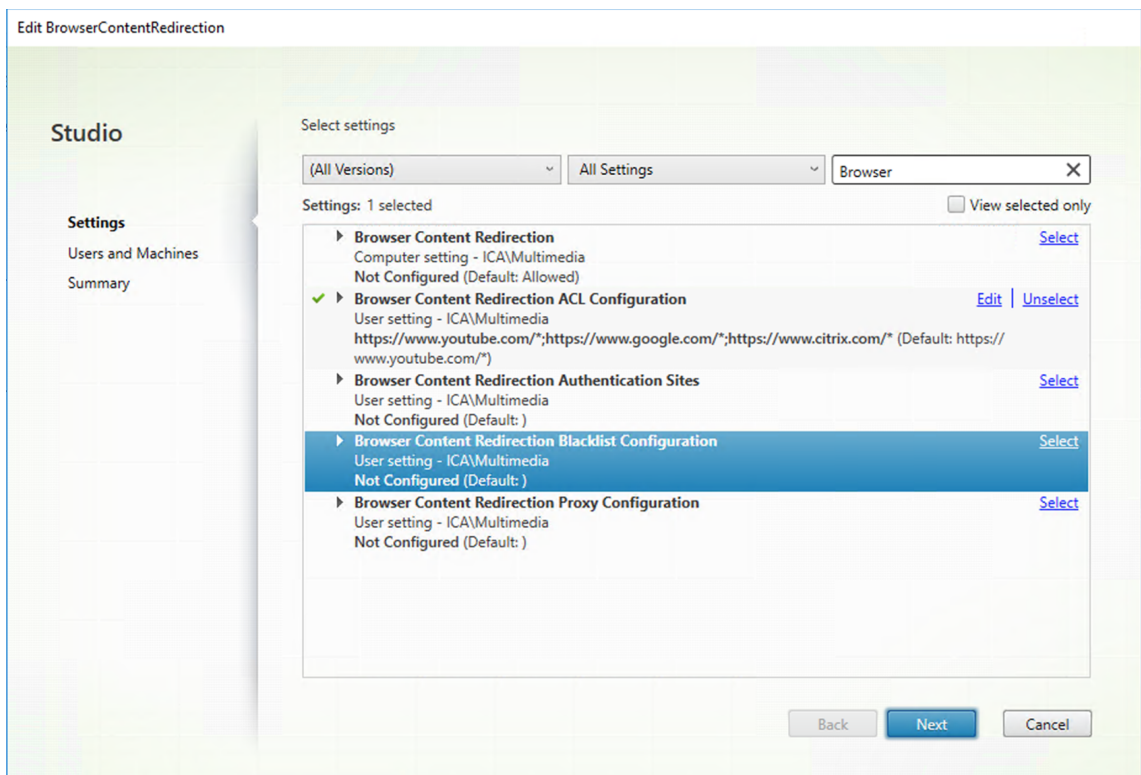 Edit BrowserContentRedirection
Studio
Settings
Users and Machines
Summary
Select settings
(All Versions)
All Settings
Browser
Settings: 1 selected
View selected only
Browser Content Redirection Select
Computer setting - ICA\Multimedia
Not Configured (Default: Allowed)
Browser Content Redirection ACL Configuration Edit | Unselect
User setting - ICA\Multimedia
https://www.youtube.com/*;https://www.google.com/*;https://www.citrix.com/* (Default: https://
www.youtube.com/*)
Browser Content Redirection Authentication Sites Select
User setting - ICA\Multimedia
Not Configured (Default: )
Browser Content Redirection Blacklist Configuration Select
User setting - ICA\Multimedia
Not Configured (Default: )
Browser Content Redirection Proxy Configuration Select
User setting - ICA\Multimedia
Not Configured (Default: )
Back
Next
Cancel